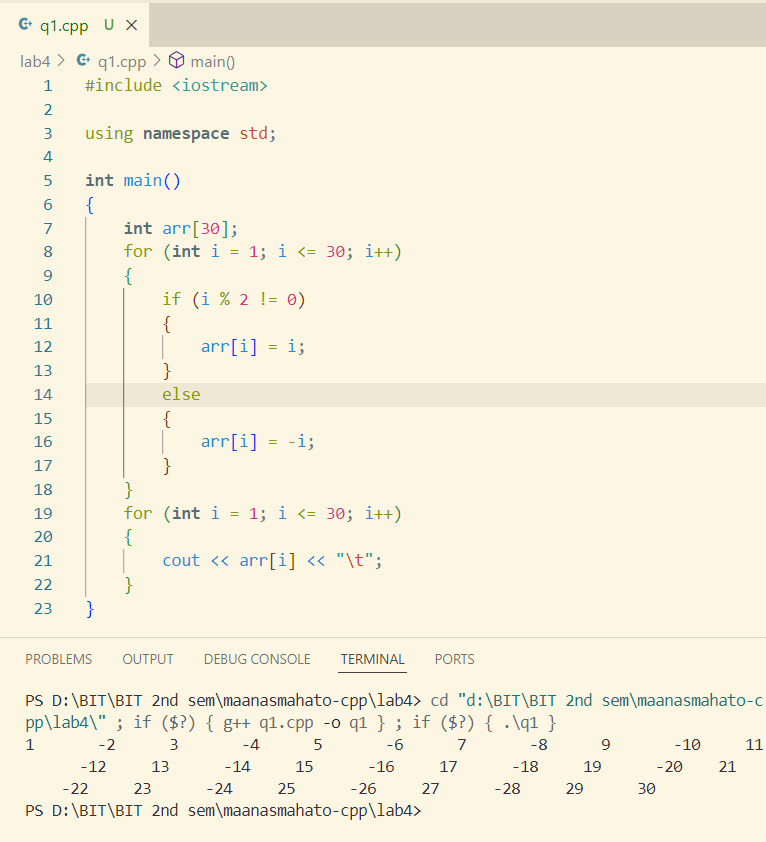 q1.cpp U
lab4 > q1.cpp > main()
1 #include <iostream>
2
3 using namespace std;
4
5 int main()
6 {
7     int arr[30];
8     for (int i = 1; i <= 30; i++)
9     {
10         if (i % 2 != 0)
11         {
12             arr[i] = i;
13         }
14         else
15         {
16             arr[i] = -i;
17         }
18     }
19     for (int i = 1; i <= 30; i++)
20     {
21         cout << arr[i] << "\t";
22     }
23 }
PROBLEMS OUTPUT DEBUG CONSOLE TERMINAL PORTS
PS D:\BIT\BIT 2nd sem\maanasmahato-cpp\lab4> cd "d:\BIT\BIT 2nd sem\maanasmahato-c
pp\lab4\" ; if ($?) { g++ q1.cpp -o q1 } ; if ($?) { .\q1 }
1 -2 3 -4 5 -6 7 -8 9 -10 11
-12 13 -14 15 -16 17 -18 19 -20 21
-22 23 -24 25 -26 27 -28 29 30
PS D:\BIT\BIT 2nd sem\maanasmahato-cpp\lab4>